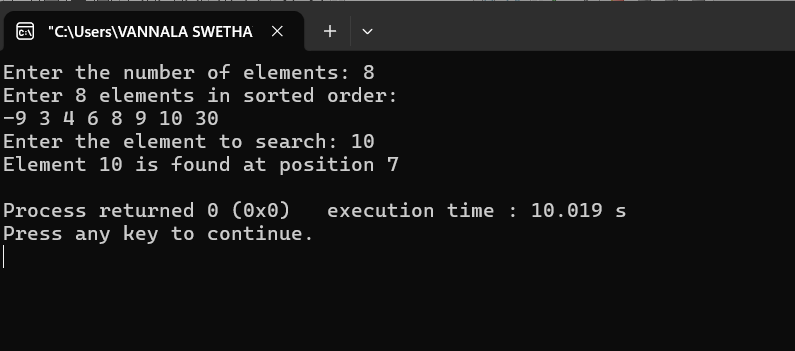 "C:\Users\VANNALA SWETHA
Enter the number of elements: 8
Enter 8 elements in sorted order:
-9 3 4 6 8 9 10 30
Enter the element to search: 10
Element 10 is found at position 7
Process returned 0 (0x0)   execution time : 10.019 s
Press any key to continue.